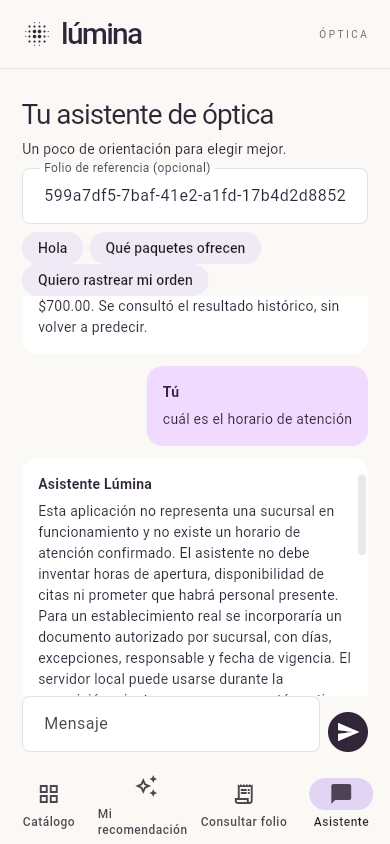 lúmina
ÓPTICA
Tu asistente de óptica
Un poco de orientación para elegir mejor.
Folio de referencia (opcional)
599a7df5-7baf-41e2-a1fd-17b4d2d8852
Hola
Qué paquetes ofrecen
Quiero rastrear mi orden
$700.00. Se consultó el resultado histórico, sin
volver a predecir.
Tú
cuál es el horario de atención
Asistente Lúmina
Esta aplicación no representa una sucursal en
funcionamiento y no existe un horario de
atención confirmado. El asistente no debe
inventar horas de apertura, disponibilidad de
citas ni prometer que habrá personal presente.
Para un establecimiento real se incorporaría un
documento autorizado por sucursal, con días,
excepciones, responsable y fecha de vigencia. El
servidor local puede usarse durante la
Mensaje
Catálogo
Mi
recomendación
Consultar folio
Asistente